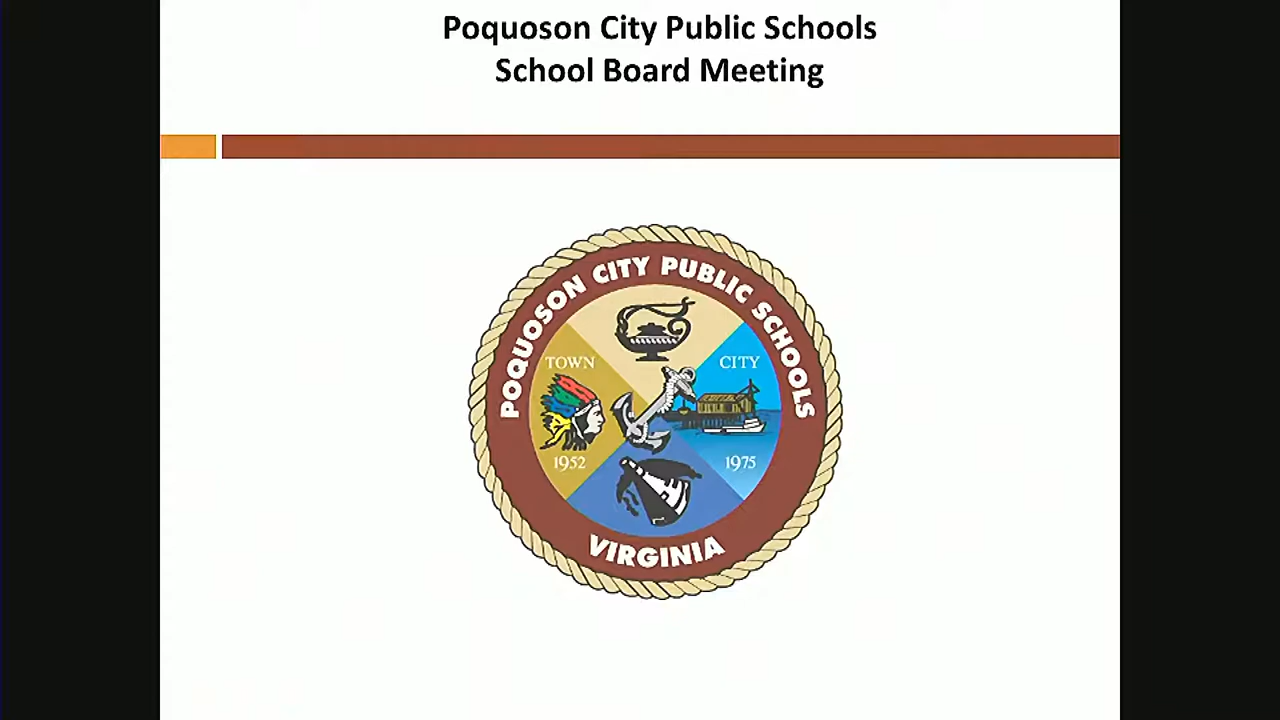 Poquoson City Public Schools
School Board Meeting
POQUOSON CITY PUBLIC SCHOOLS
TOWN
CITY
1952
1975
VIRGINIA